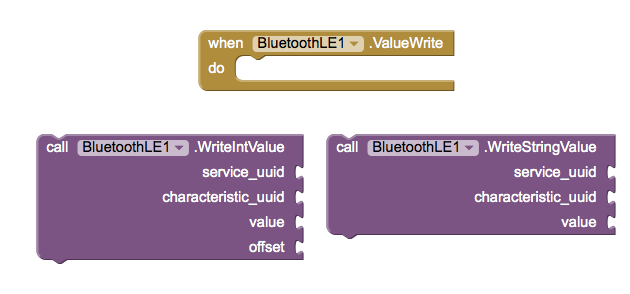 when BluetoothLE1 .ValueWrite
do
call BluetoothLE1 .WriteIntValue
service_uuid
characteristic_uuid
value
offset
call BluetoothLE1 .WriteStringValue
service_uuid
characteristic_uuid
value